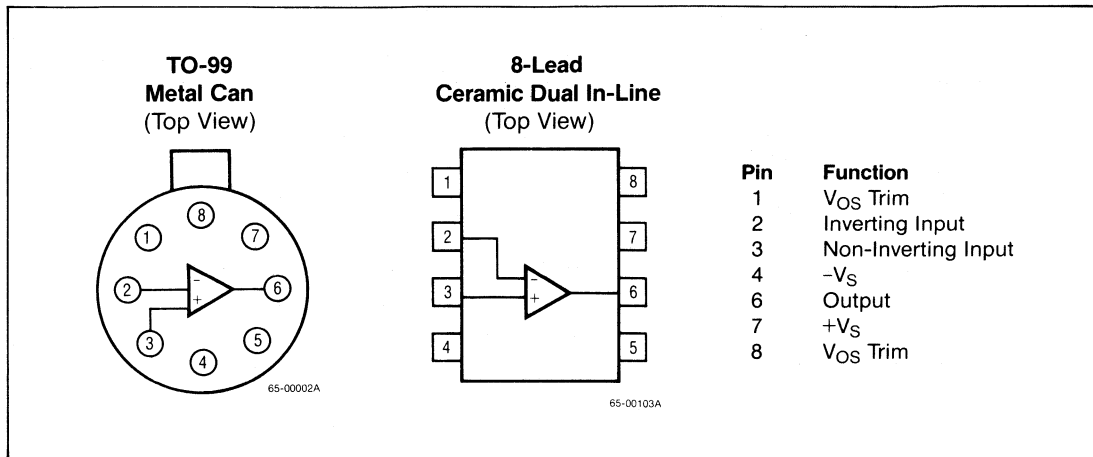 TO-99
Metal Can
(Top View)
8
1
7
2
6
3
5
4
-
+
65-00002A
8-Lead
Ceramic Dual In-Line
(Top View)
1
8
2
7
3
6
4
5
-
+
65-00103A
Pin Function
1 VOS Trim
2 Inverting Input
3 Non-Inverting Input
4 -VS
6 Output
7 +VS
8 VOS Trim